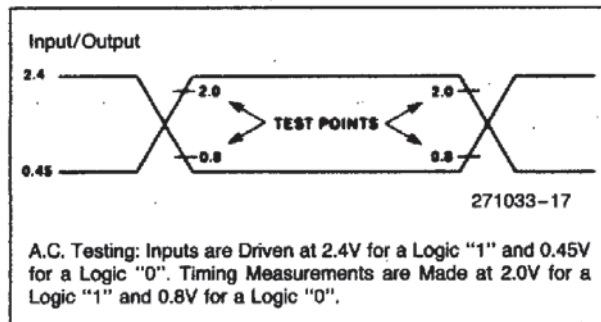 Input/Output
2.4
2.0
2.0
TEST POINTS
0.8
0.8
0.45
271033-17
A.C. Testing: Inputs are Driven at 2.4V for a Logic "1" and 0.45V
for a Logic "0". Timing Measurements are Made at 2.0V for a
Logic "1" and 0.8V for a Logic "0".